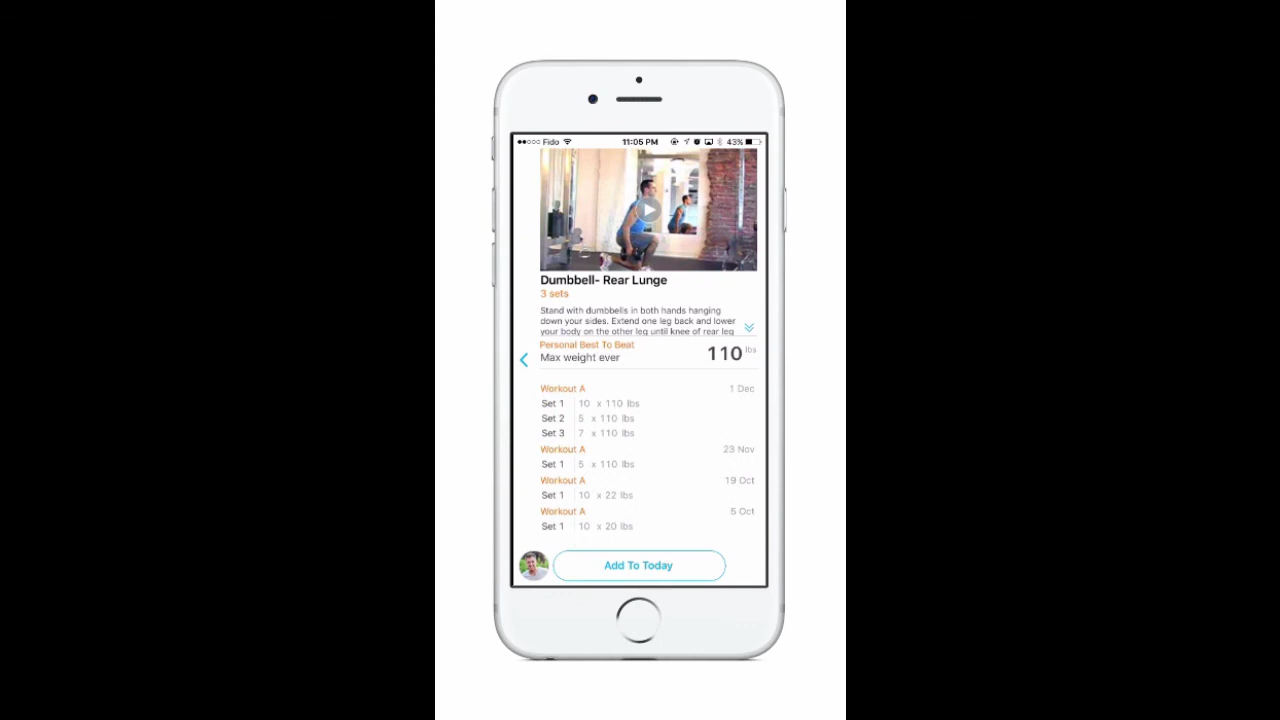 Fido 11:05 PM 43%
Dumbbell- Rear Lunge
3 sets
Stand with dumbbells in both hands hanging
down your sides. Extend one leg back and lower
your body on the other leg until knee of rear leg
Personal Best To Beat
Max weight ever 110 lbs
Workout A 1 Dec
Set 1 10 x 110 lbs
Set 2 5 x 110 lbs
Set 3 7 x 110 lbs
Workout A 23 Nov
Set 1 5 x 110 lbs
Workout A 19 Oct
Set 1 10 x 22 lbs
Workout A 5 Oct
Set 1 10 x 20 lbs
Add To Today